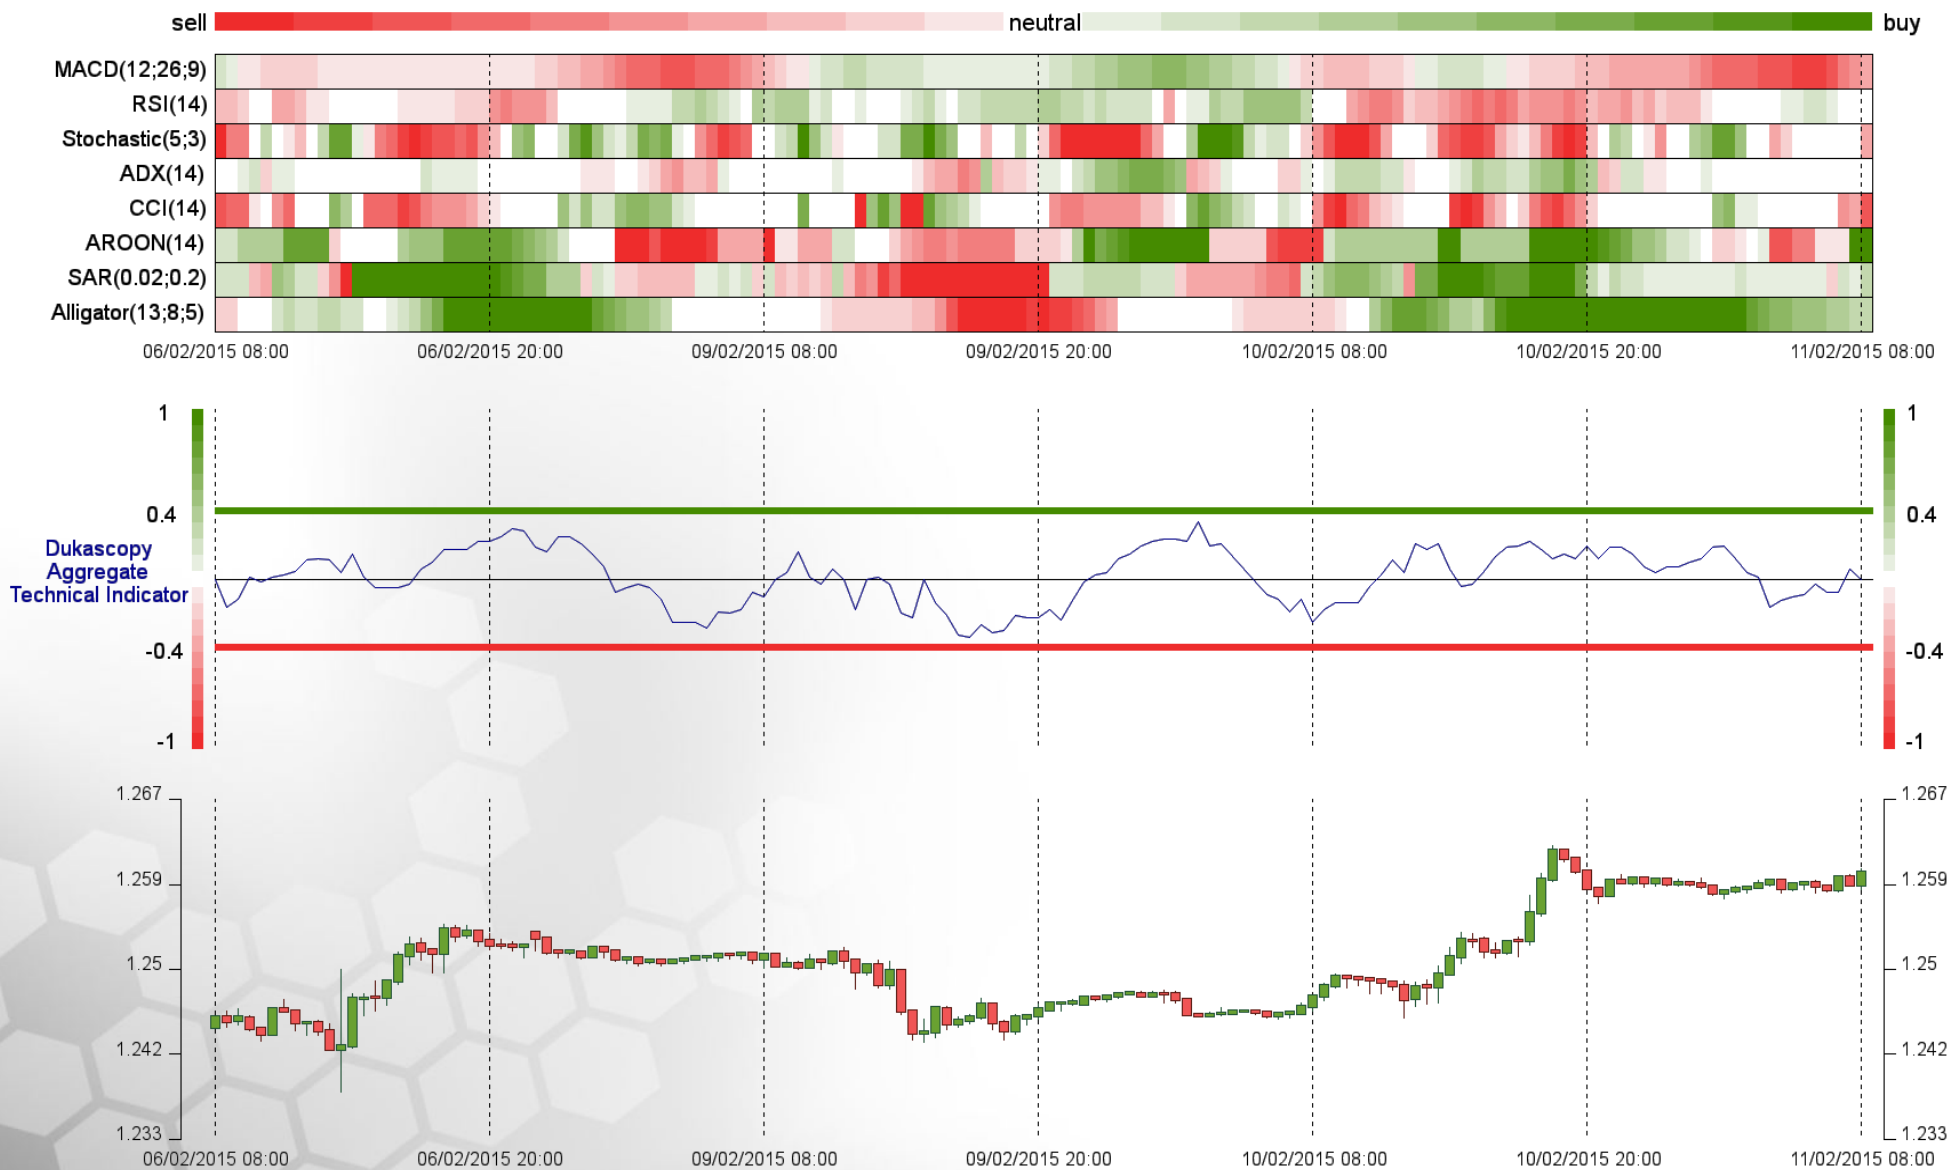 sell neutral buy
MACD(12;26;9)
RSI(14)
Stochastic(5;3)
ADX(14)
CCI(14)
AROON(14)
SAR(0.02;0.2)
Alligator(13;8;5)
06/02/2015 08:00 06/02/2015 20:00 09/02/2015 08:00 09/02/2015 20:00 10/02/2015 08:00 10/02/2015 20:00 11/02/2015 08:00
1 1
0.4 0.4
Dukascopy
Aggregate
Technical Indicator
-0.4 -0.4
-1 -1
1.267 1.267
1.259 1.259
1.25 1.25
1.242 1.242
1.233 1.233
06/02/2015 08:00 06/02/2015 20:00 09/02/2015 08:00 09/02/2015 20:00 10/02/2015 08:00 10/02/2015 20:00 11/02/2015 08:00